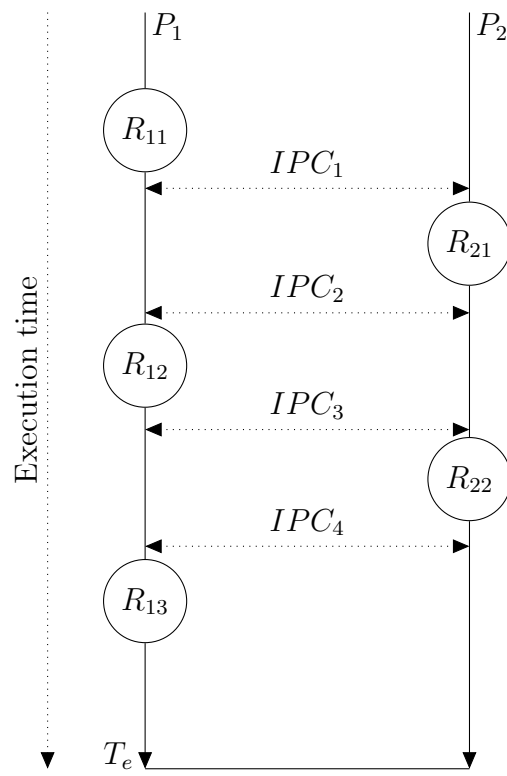 P₁
P₂
R₁₁
IPC₁
R₂₁
IPC₂
Execution time
R₁₂
IPC₃
R₂₂
IPC₄
R₁₃
Tₑ